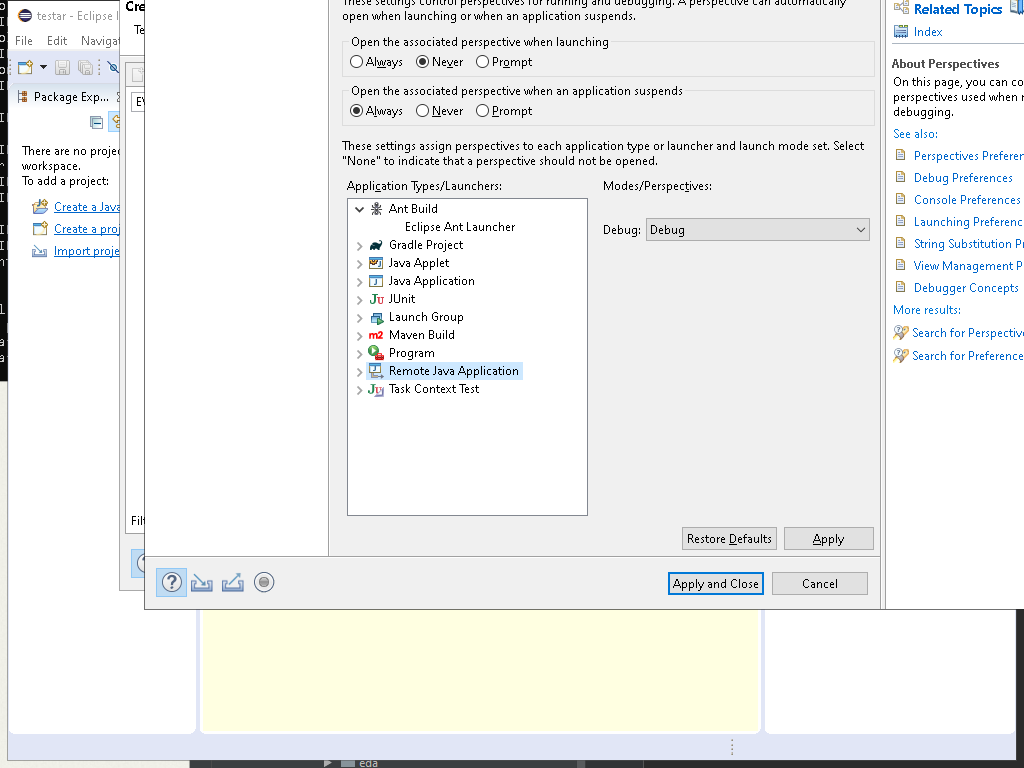 testar - Eclipse I
File Edit Navigat
Package Exp...
There are no projec
workspace.
To add a project:
Create a Java
Create a proj
Import proje
Cre
Te
Filt
These settings control perspectives for running and debugging. A perspective can automatically
open when launching or when an application suspends.
Open the associated perspective when launching
Always Never Prompt
Open the associated perspective when an application suspends
Always Never Prompt
These settings assign perspectives to each application type or launcher and launch mode set. Select
"None" to indicate that a perspective should not be opened.
Application Types/Launchers:
Modes/Perspectives:
Ant Build
Eclipse Ant Launcher
Gradle Project
Java Applet
Java Application
JUnit
Launch Group
Maven Build
Program
Remote Java Application
Task Context Test
Debug: Debug
Restore Defaults Apply
Apply and Close Cancel
Related Topics
Index
About Perspectives
On this page, you can co
perspectives used when r
debugging.
See also:
Perspectives Preferen
Debug Preferences
Console Preferences
Launching Preferenc
String Substitution Pr
View Management P
Debugger Concepts
More results:
Search for Perspective
Search for Preference
eda